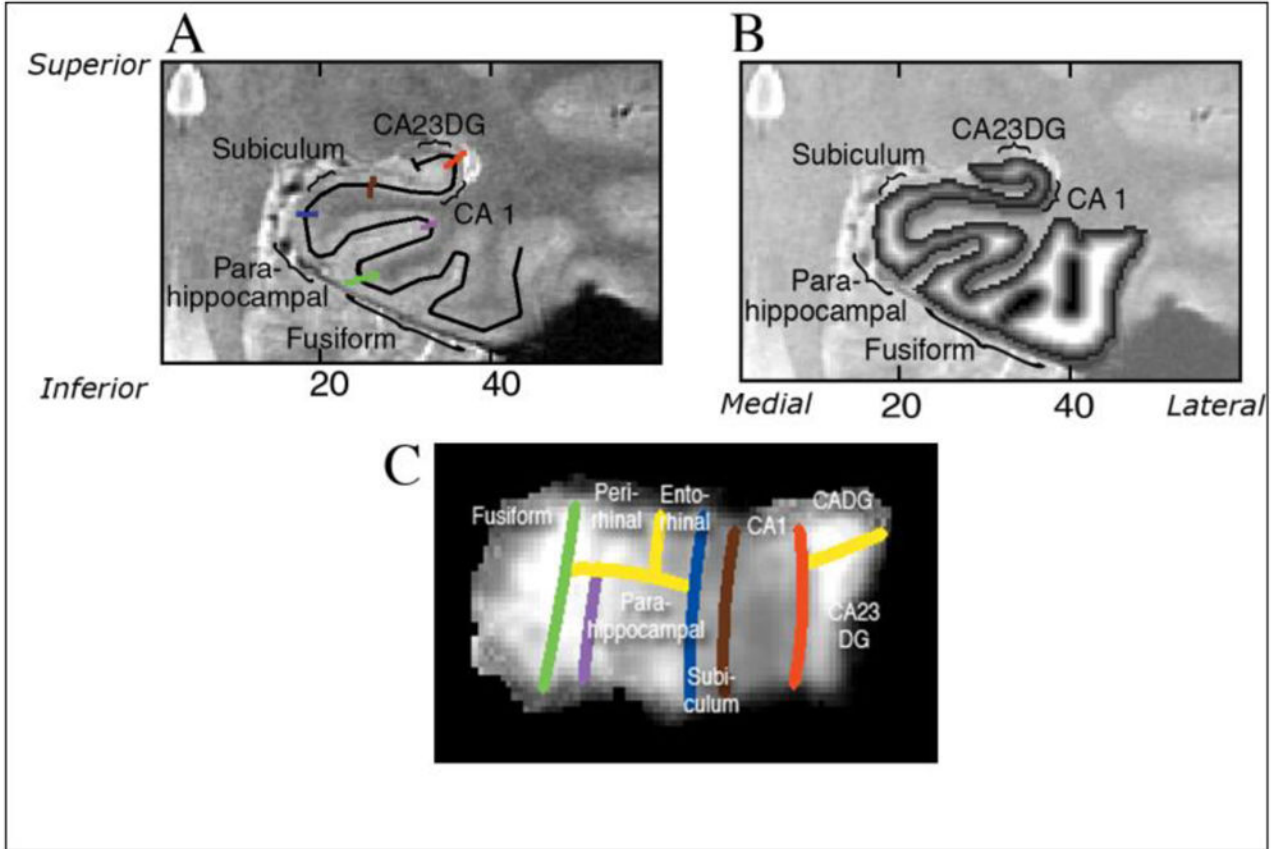 A
Superior
CA23DG
Subiculum
CA 1
Para-
hippocampal
Fusiform
Inferior
20
40
B
CA23DG
Subiculum
CA 1
Para-
hippocampal
Fusiform
Medial
20
40
Lateral
C
Fusiform
Peri-
rhinal
Ento-
rhinal
CA1
CADG
Para-
hippocampal
CA23
DG
Subi-
culum